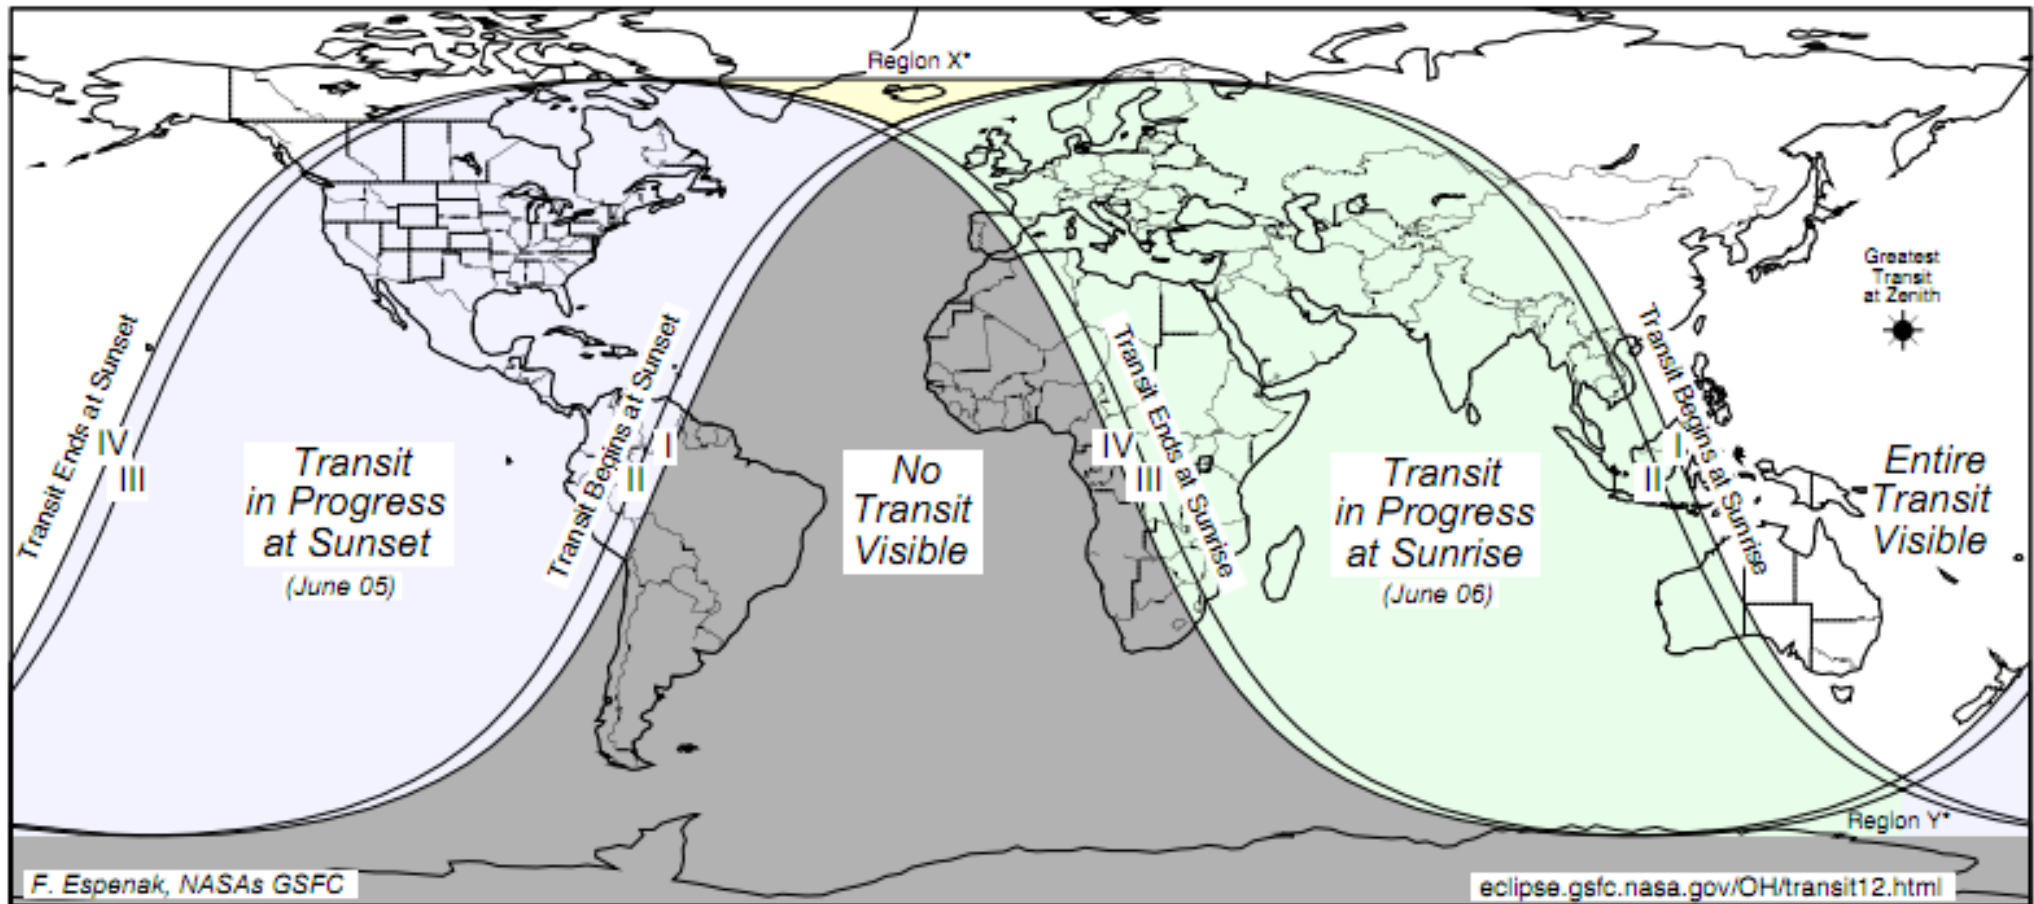 Region X*
Greatest
Transit
at Zenith
Transit Ends at Sunset
IV
III
Transit
in Progress
at Sunset
(June 05)
Transit Begins at Sunset
I
II
No
Transit
Visible
IV
III
Transit Ends at Sunrise
Transit
in Progress
at Sunrise
(June 06)
Transit Begins at Sunrise
I
II
Entire
Transit
Visible
Region Y*
F. Espenak, NASAs GSFC
eclipse.gsfc.nasa.gov/OH/transit12.html